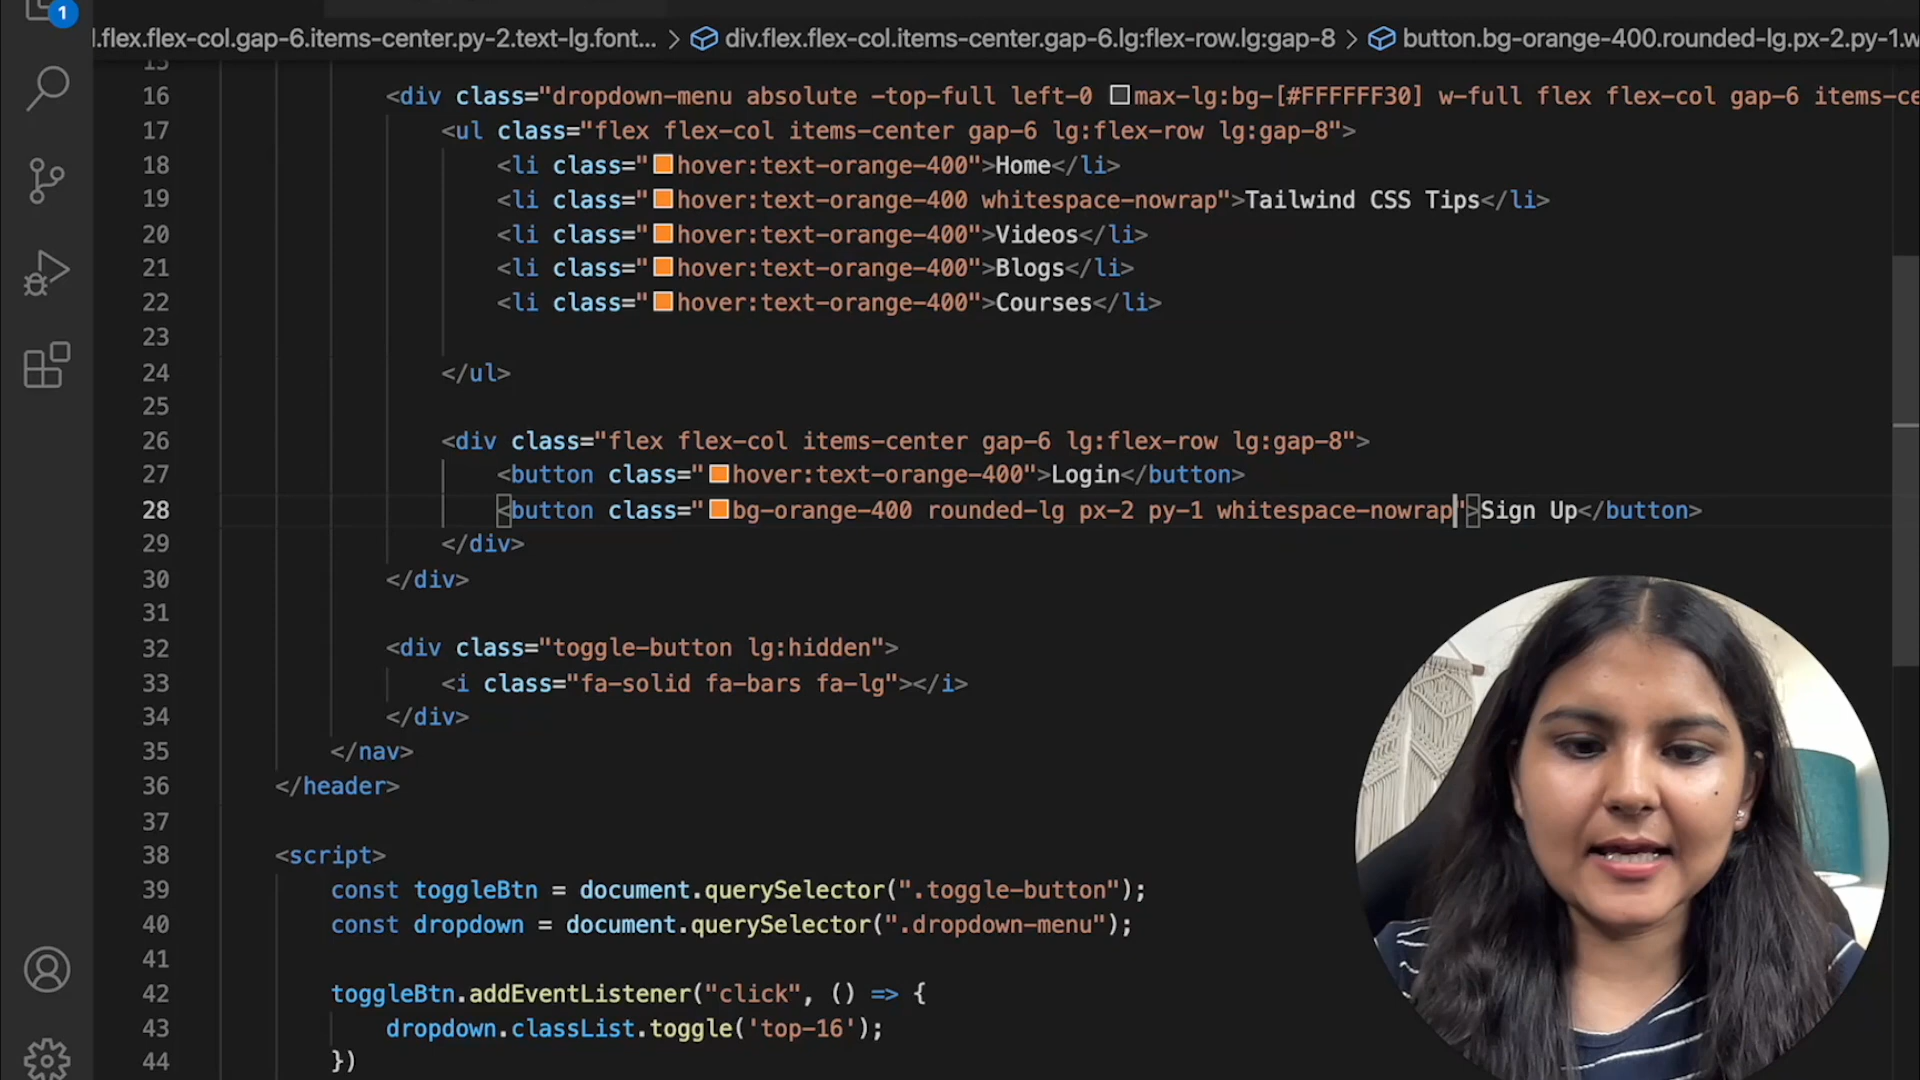 1
l.flex.flex-col.gap-6.items-center.py-2.text-lg.font... > div.flex.flex-col.items-center.gap-6.lg:flex-row.lg:gap-8 > button.bg-orange-400.rounded-lg.px-2.py-1.w
15
16 <div class="dropdown-menu absolute -top-full left-0 max-lg:bg-[#FFFFFF30] w-full flex flex-col gap-6 items-ce
17 <ul class="flex flex-col items-center gap-6 lg:flex-row lg:gap-8">
18 <li class="hover:text-orange-400">Home</li>
19 <li class="hover:text-orange-400 whitespace-nowrap">Tailwind CSS Tips</li>
20 <li class="hover:text-orange-400">Videos</li>
21 <li class="hover:text-orange-400">Blogs</li>
22 <li class="hover:text-orange-400">Courses</li>
23
24 </ul>
25
26 <div class="flex flex-col items-center gap-6 lg:flex-row lg:gap-8">
27 <button class="hover:text-orange-400">Login</button>
28 <button class="bg-orange-400 rounded-lg px-2 py-1 whitespace-nowrap">Sign Up</button>
29 </div>
30 </div>
31
32 <div class="toggle-button lg:hidden">
33 <i class="fa-solid fa-bars fa-lg"></i>
34 </div>
35 </nav>
36 </header>
37
38 <script>
39 const toggleBtn = document.querySelector(".toggle-button");
40 const dropdown = document.querySelector(".dropdown-menu");
41
42 toggleBtn.addEventListener("click", () => {
43 dropdown.classList.toggle('top-16');
44 })